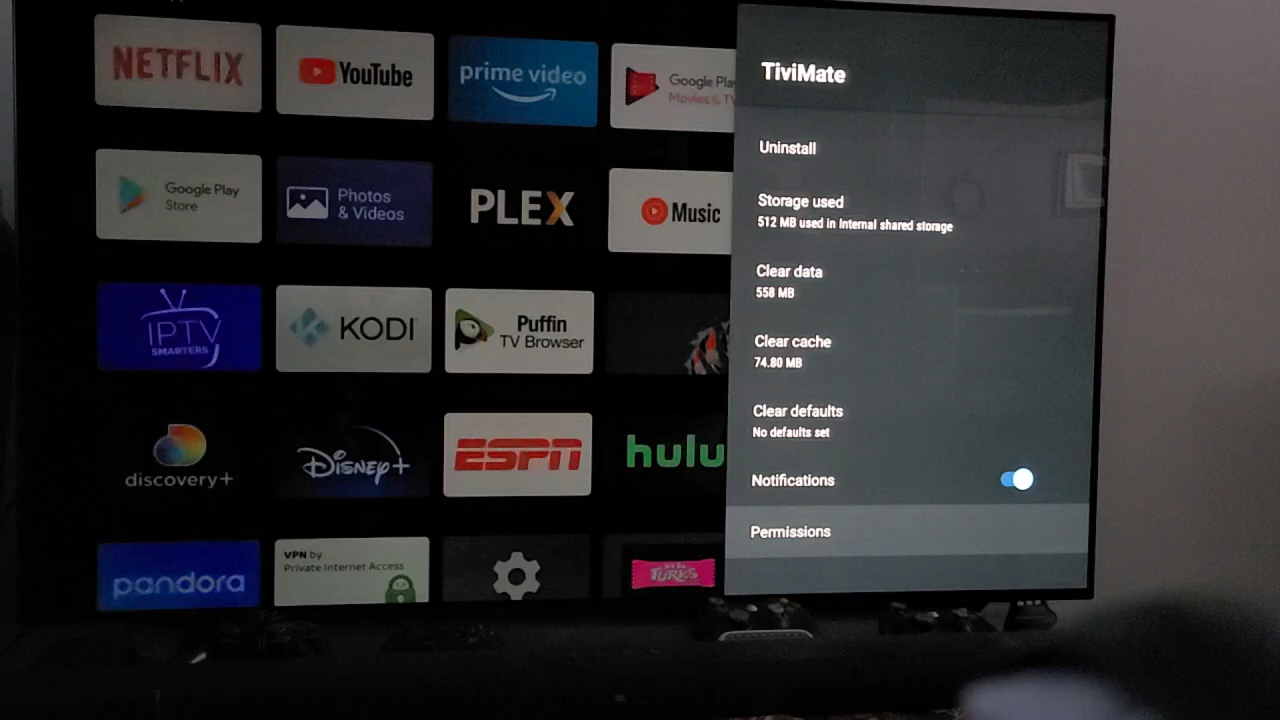 NETFLIX
YouTube
prime video
Google Pla
Movies & TV
Google Play
Store
Photos
& Videos
PLEX
Music
IPTV
SMARTERS
KODI
Puffin
TV Browser
discovery+
Disney+
ESPN
hulu
pandora
VPN by
Private Internet Access
TURKS
TiviMate
Uninstall
Storage used
512 MB used in Internal shared storage
Clear data
558 MB
Clear cache
74.80 MB
Clear defaults
No defaults set
Notifications
Permissions